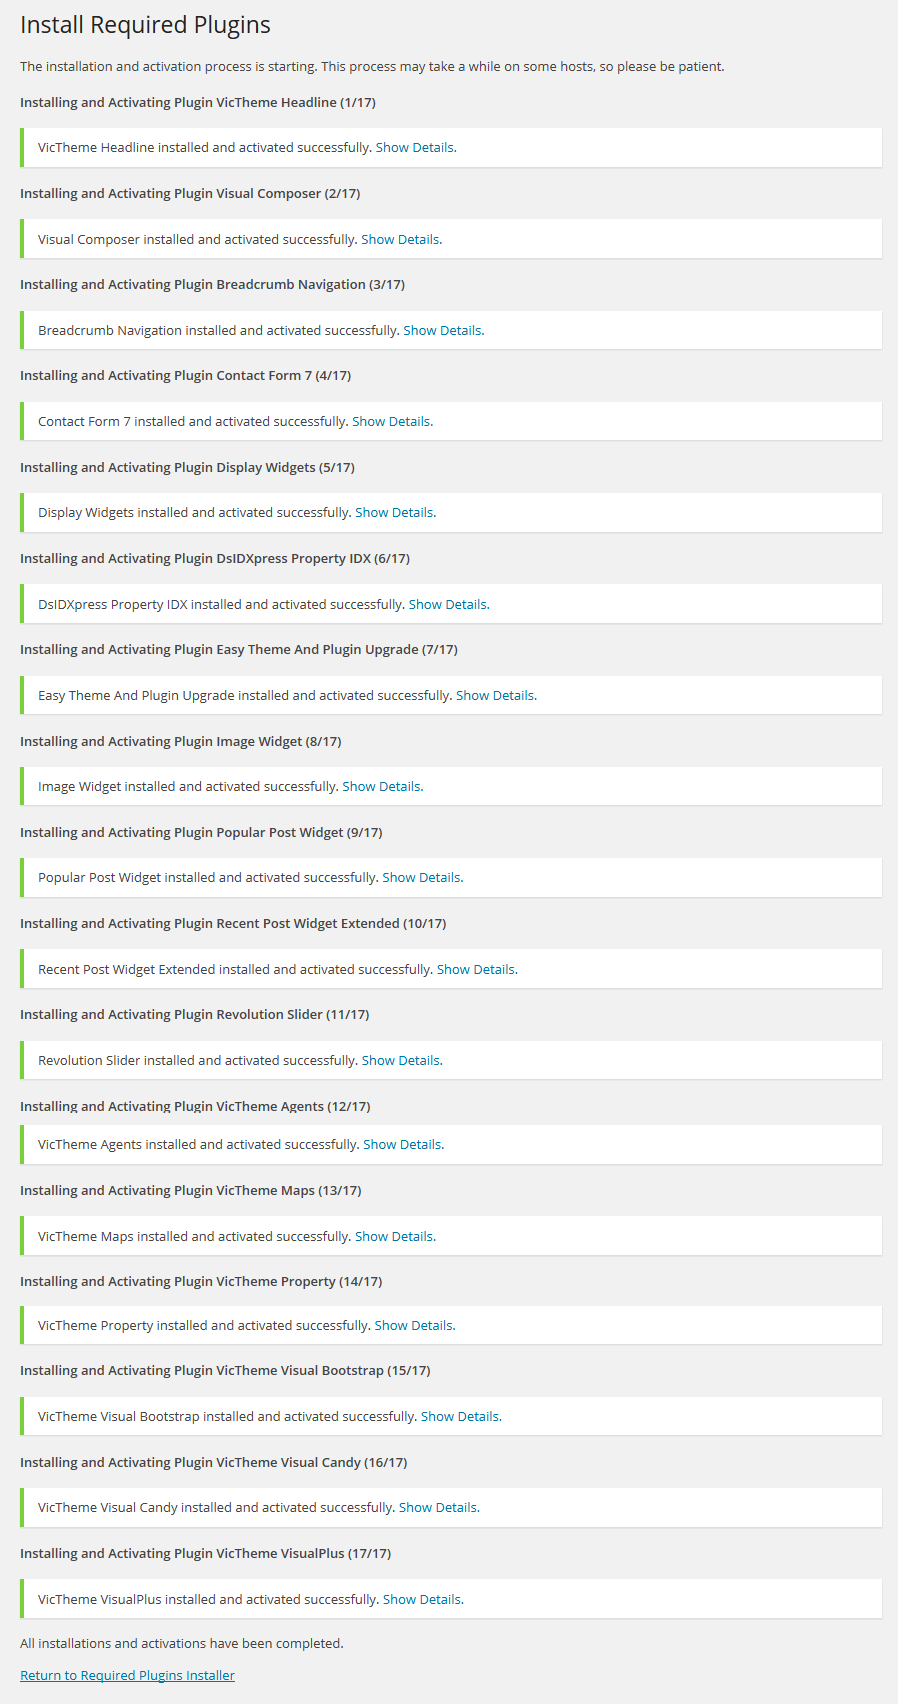 Install Required Plugins
The installation and activation process is starting. This process may take a while on some hosts, so please be patient.
Installing and Activating Plugin VicTheme Headline (1/17)
VicTheme Headline installed and activated successfully. Show Details.
Installing and Activating Plugin Visual Composer (2/17)
Visual Composer installed and activated successfully. Show Details.
Installing and Activating Plugin Breadcrumb Navigation (3/17)
Breadcrumb Navigation installed and activated successfully. Show Details.
Installing and Activating Plugin Contact Form 7 (4/17)
Contact Form 7 installed and activated successfully. Show Details.
Installing and Activating Plugin Display Widgets (5/17)
Display Widgets installed and activated successfully. Show Details.
Installing and Activating Plugin DsIDXpress Property IDX (6/17)
DsIDXpress Property IDX installed and activated successfully. Show Details.
Installing and Activating Plugin Easy Theme And Plugin Upgrade (7/17)
Easy Theme And Plugin Upgrade installed and activated successfully. Show Details.
Installing and Activating Plugin Image Widget (8/17)
Image Widget installed and activated successfully. Show Details.
Installing and Activating Plugin Popular Post Widget (9/17)
Popular Post Widget installed and activated successfully. Show Details.
Installing and Activating Plugin Recent Post Widget Extended (10/17)
Recent Post Widget Extended installed and activated successfully. Show Details.
Installing and Activating Plugin Revolution Slider (11/17)
Revolution Slider installed and activated successfully. Show Details.
Installing and Activating Plugin VicTheme Agents (12/17)
VicTheme Agents installed and activated successfully. Show Details.
Installing and Activating Plugin VicTheme Maps (13/17)
VicTheme Maps installed and activated successfully. Show Details.
Installing and Activating Plugin VicTheme Property (14/17)
VicTheme Property installed and activated successfully. Show Details.
Installing and Activating Plugin VicTheme Visual Bootstrap (15/17)
VicTheme Visual Bootstrap installed and activated successfully. Show Details.
Installing and Activating Plugin VicTheme Visual Candy (16/17)
VicTheme Visual Candy installed and activated successfully. Show Details.
Installing and Activating Plugin VicTheme VisualPlus (17/17)
VicTheme VisualPlus installed and activated successfully. Show Details.
All installations and activations have been completed.
Return to Required Plugins Installer